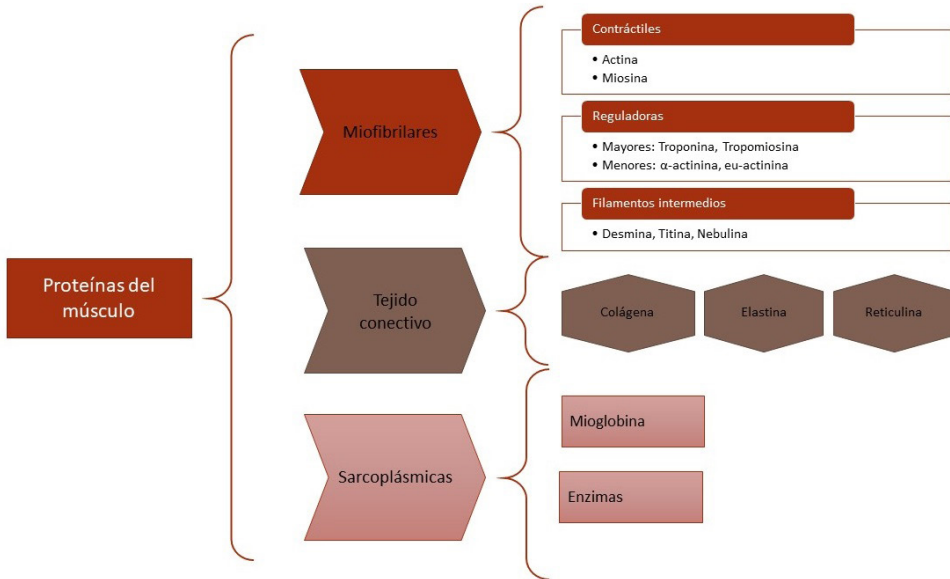 Proteínas del
músculo
Miofibrilares
Contráctiles
• Actina
• Miosina
Reguladoras
• Mayores: Troponina, Tropomiosina
• Menores: α-actinina, eu-actinina
Filamentos intermedios
• Desmina, Titina, Nebulina
Tejido
conectivo
Colágena
Elastina
Reticulina
Sarcoplásmicas
Mioglobina
Enzimas